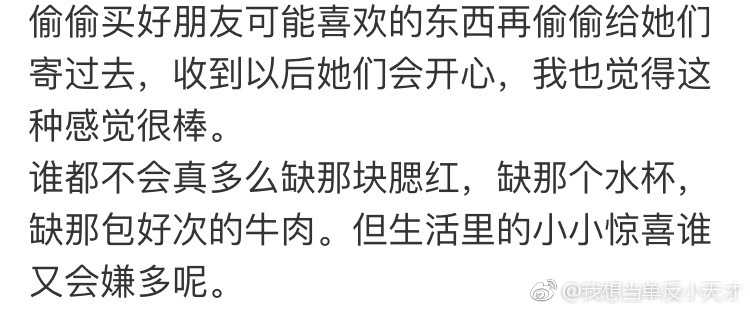 偷偷买好朋友可能喜欢的东西再偷偷给她们
寄过去，收到以后她们会开心，我也觉得这
种感觉很棒。
谁都不会真多么缺那块腮红，缺那个水杯，
缺那包好次的牛肉。但生活里的小小惊喜谁
又会嫌多呢。
@我想当单反小天才